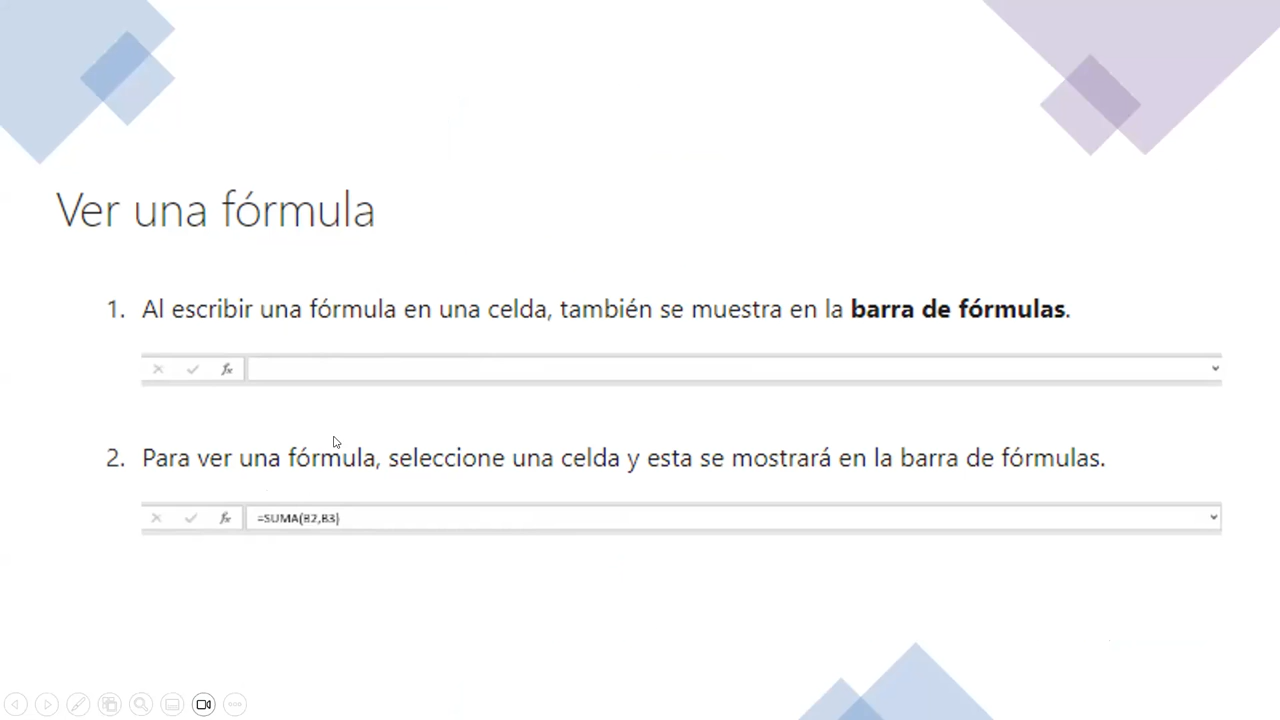 Ver una fórmula
1. Al escribir una fórmula en una celda, también se muestra en la barra de fórmulas.
fx
2. Para ver una fórmula, seleccione una celda y esta se mostrará en la barra de fórmulas.
fx =SUMA(B2,B3)